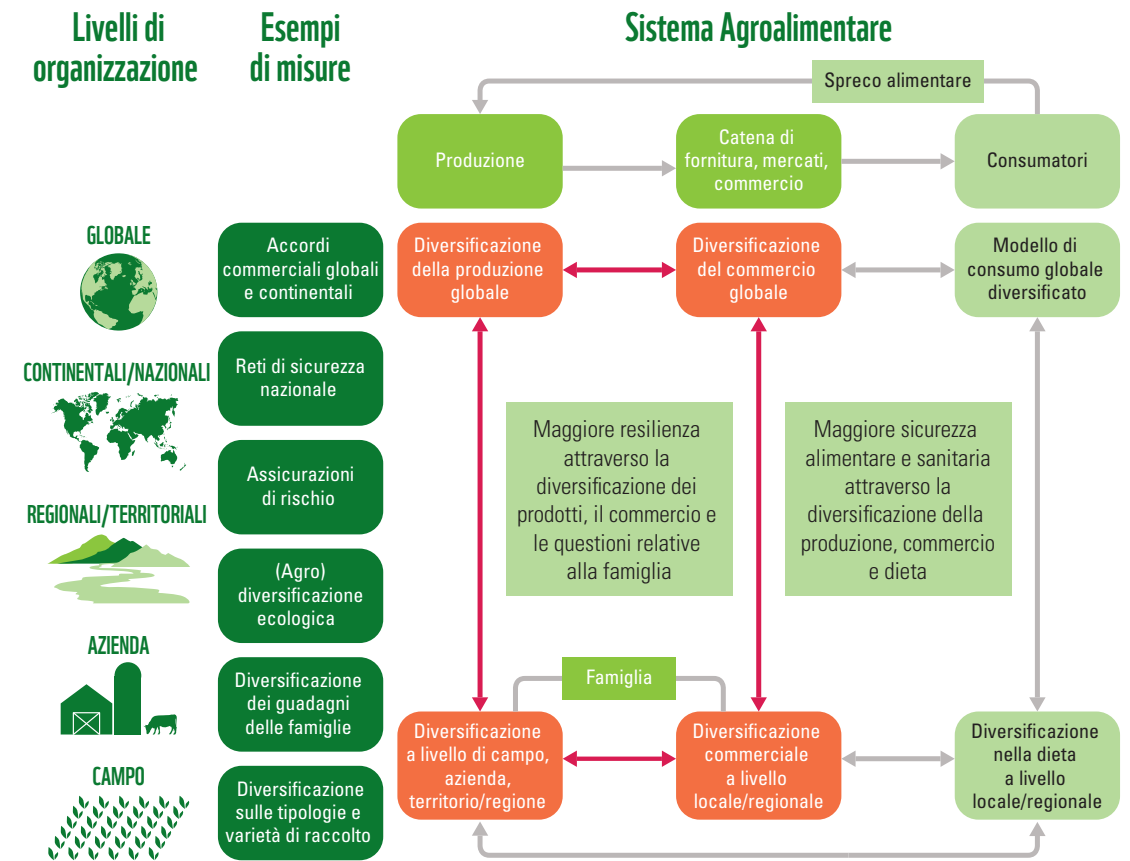 Livelli di
organizzazione
Esempi
di misure
Sistema Agroalimentare
Spreco alimentare
Produzione
Catena di
fornitura, mercati,
commercio
Consumatori
GLOBALE
Accordi
commerciali globali
e continentali
Diversificazione
della produzione
globale
Diversificazione
del commercio
globale
Modello di
consumo globale
diversificato
CONTINENTALI/NAZIONALI
Reti di sicurezza
nazionale
Maggiore resilienza
attraverso la
diversificazione dei
prodotti, il commercio e
le questioni relative
alla famiglia
Maggiore sicurezza
alimentare e sanitaria
attraverso la
diversificazione della
produzione, commercio
e dieta
Assicurazioni
di rischio
REGIONALI/TERRITORIALI
(Agro)
diversificazione
ecologica
AZIENDA
Diversificazione
dei guadagni
delle famiglie
Famiglia
Diversificazione
a livello di campo,
azienda,
territorio/regione
Diversificazione
commerciale
a livello
locale/regionale
Diversificazione
nella dieta
a livello
locale/regionale
CAMPO
Diversificazione
sulle tipologie e
varietà di raccolto